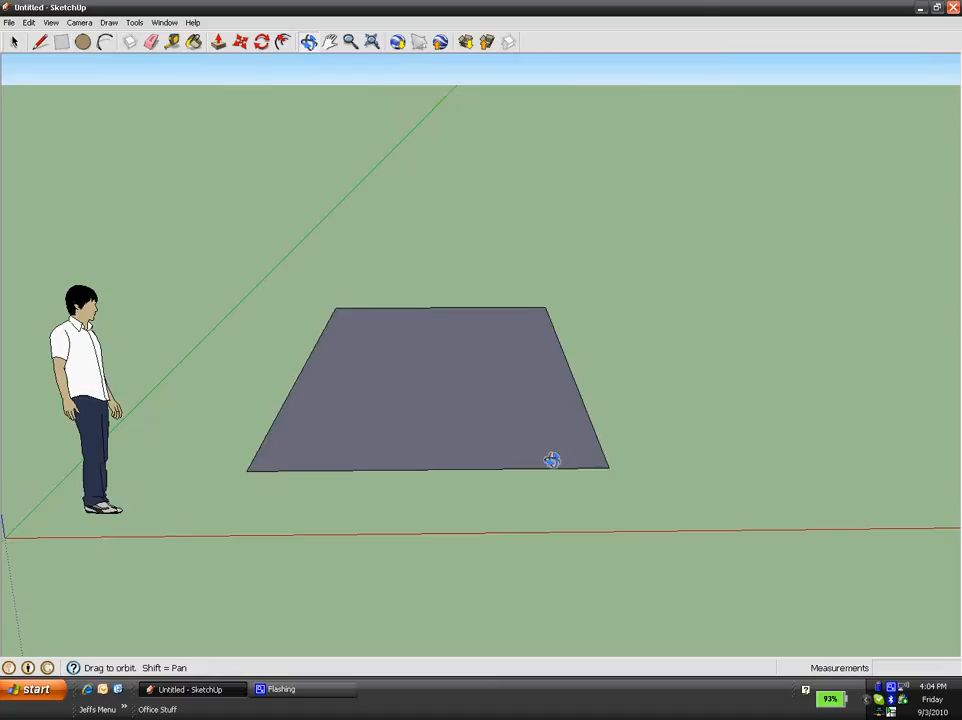 Untitled - SketchUp
File Edit View Camera Draw Tools Window Help
Drag to orbit. Shift = Pan
Measurements
start
Untitled - SketchUp
Flashing
93%
4:04 PM
Friday
9/3/2010
Jeffs Menu » Office Stuff